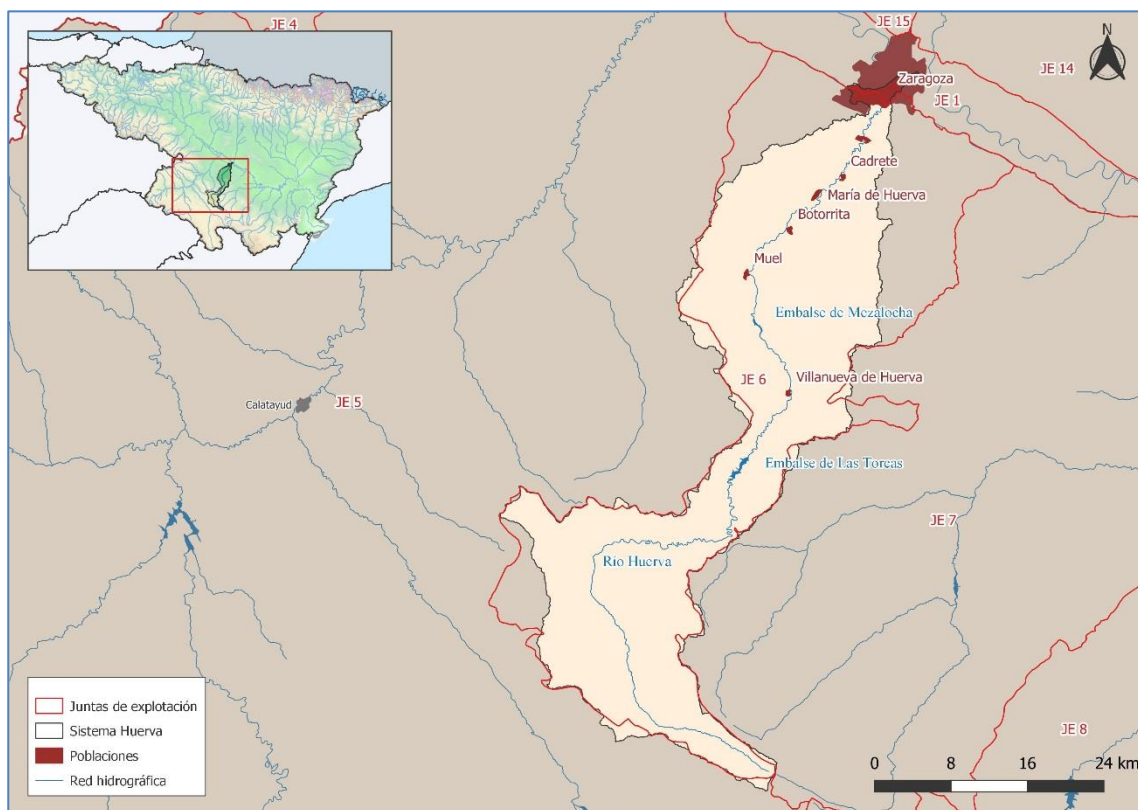 JE 4
JE 15
N
Zaragoza
JE 14
JE 1
Cadrete
María de Huerva
Botorrita
Muel
Embalse de Mezalocha
JE 6
Villanueva de Huerva
Calatayud
JE 5
Embalse de Las Torcas
JE 7
Río Huerva
Juntas de explotación
Sistema Huerva
Poblaciones
Red hidrográfica
JE 8
0 8 16 24 km